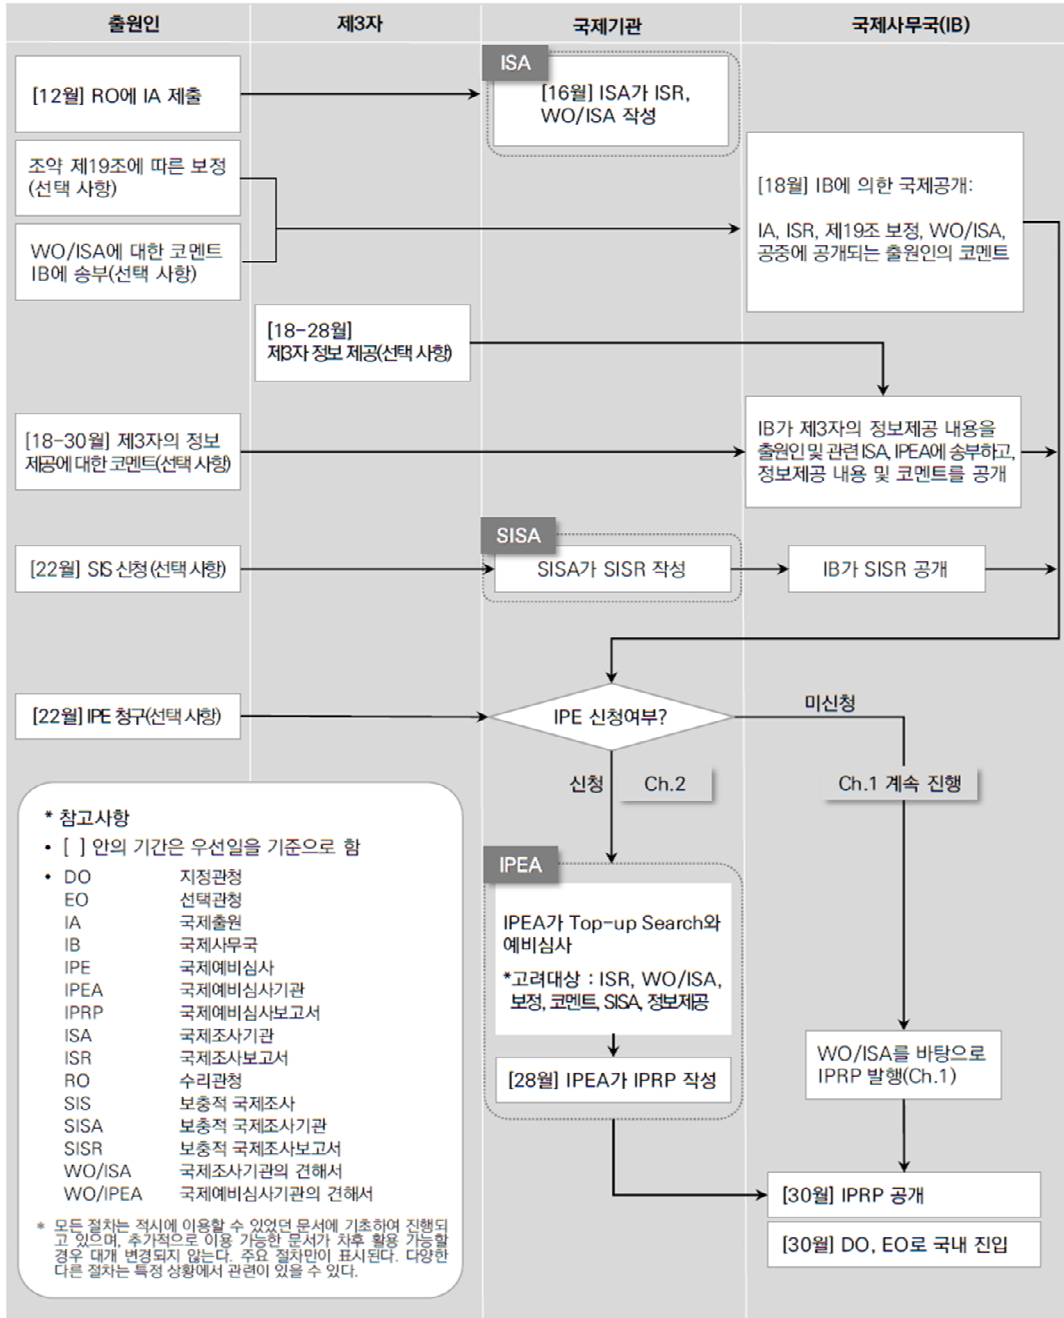 출원인
제3자
국제기관
국제사무국(IB)
[12월] RO에 IA 제출
ISA
[16월] ISA가 ISR,
WO/ISA 작성
조약 제19조에 따른 보정
(선택 사항)
WO/ISA에 대한 코멘트
IB에 송부(선택 사항)
[18월] IB에 의한 국제공개:
IA, ISR, 제19조 보정, WO/ISA,
공중에 공개되는 출원인의 코멘트
[18-28월]
제3자 정보 제공(선택 사항)
[18-30월] 제3자의 정보
제공에 대한 코멘트(선택 사항)
IB가 제3자의 정보제공 내용을
출원인 및 관련 ISA, IPEA에 송부하고,
정보제공 내용 및 코멘트를 공개
[22월] SIS 신청(선택 사항)
SISA
SISA가 SISR 작성
IB가 SISR 공개
[22월] IPE 청구(선택 사항)
IPE 신청여부?
미신청
신청
Ch.2
Ch.1 계속 진행
IPEA
IPEA가 Top-up Search와
예비심사
*고려대상 : ISR, WO/ISA,
보정, 코멘트, SISA, 정보제공
[28월] IPEA가 IPRP 작성
WO/ISA를 바탕으로
IPRP 발행(Ch.1)
[30월] IPRP 공개
[30월] DO, EO로 국내 진입
* 참고사항
• [ ] 안의 기간은 우선일을 기준으로 함
• DO 지정관청
EO 선택관청
IA 국제출원
IB 국제사무국
IPE 국제예비심사
IPEA 국제예비심사기관
IPRP 국제예비심사보고서
ISA 국제조사기관
ISR 국제조사보고서
RO 수리관청
SIS 보충적 국제조사
SISA 보충적 국제조사기관
SISR 보충적 국제조사보고서
WO/ISA 국제조사기관의 견해서
WO/IPEA 국제예비심사기관의 견해서
* 모든 절차는 적시에 이용할 수 있었던 문서에 기초하여 진행되
고 있으며, 추가적으로 이용 가능한 문서가 차후 활용 가능할
경우 대개 변경되지 않는다. 주요 절차만이 표시된다. 다양한
다른 절차는 특정 상황에서 관련이 있을 수 있다.